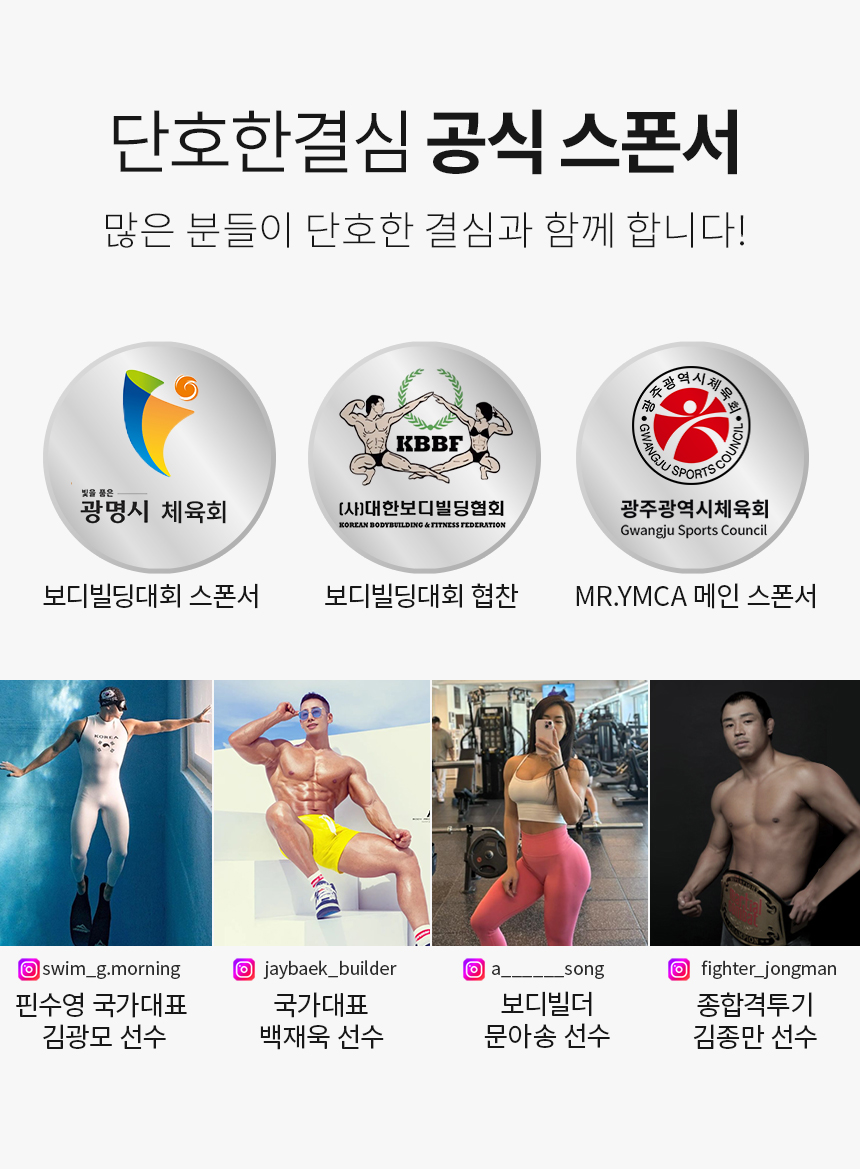 단호한결심 공식 스폰서
많은 분들이 단호한 결심과 함께 합니다!
빛을 품은
광명시 체육회
KBBF
(사)대한보디빌딩협회
KOREAN BODYBUILDING & FITNESS FEDERATION
광주광역시체육회
GWANGJU SPORTS COUNCIL
광주광역시체육회
Gwangju Sports Council
보디빌딩대회 스폰서
보디빌딩대회 협찬
MR.YMCA 메인 스폰서
KOREA
swim_g.morning
jaybaek_builder
a______song
fighter_jongman
핀수영 국가대표
김광모 선수
국가대표
백재욱 선수
보디빌더
문아송 선수
종합격투기
김종만 선수